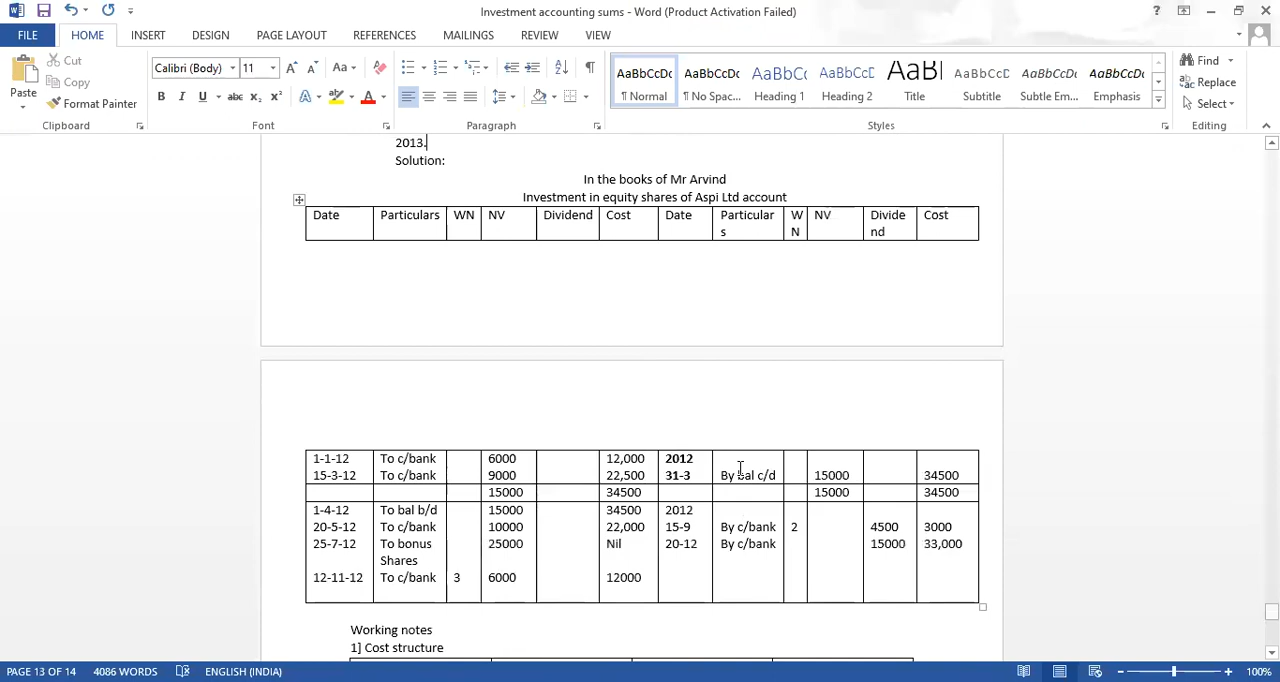 Investment accounting sums - Word (Product Activation Failed)
FILE HOME INSERT DESIGN PAGE LAYOUT REFERENCES MAILINGS REVIEW VIEW
Cut
Copy
Format Painter
Paste
Clipboard
Calibri (Body) 11
Font
Paragraph
AaBbCcDc AaBbCcDc AaBbCc AaBbCcD AaBl AaBbCcD AaBbCcDc AaBbCcDc
¶ Normal ¶ No Spac... Heading 1 Heading 2 Title Subtitle Subtle Em... Emphasis
Styles
Find
Replace
Select
Editing
2013.
Solution:
In the books of Mr Arvind
Investment in equity shares of Aspi Ltd account
Date Particulars WN NV Dividend Cost Date Particular W NV Divide Cost
s N nd
1-1-12 To c/bank 6000 12,000 2012
15-3-12 To c/bank 9000 22,500 31-3 By bal c/d 15000 34500
15000 34500 15000 34500
1-4-12 To bal b/d 15000 34500 2012
20-5-12 To c/bank 10000 22,000 15-9 By c/bank 2 4500 3000
25-7-12 To bonus 25000 Nil 20-12 By c/bank 15000 33,000
Shares
12-11-12 To c/bank 3 6000 12000
Working notes
1] Cost structure
PAGE 13 OF 14 4086 WORDS ENGLISH (INDIA) 100%